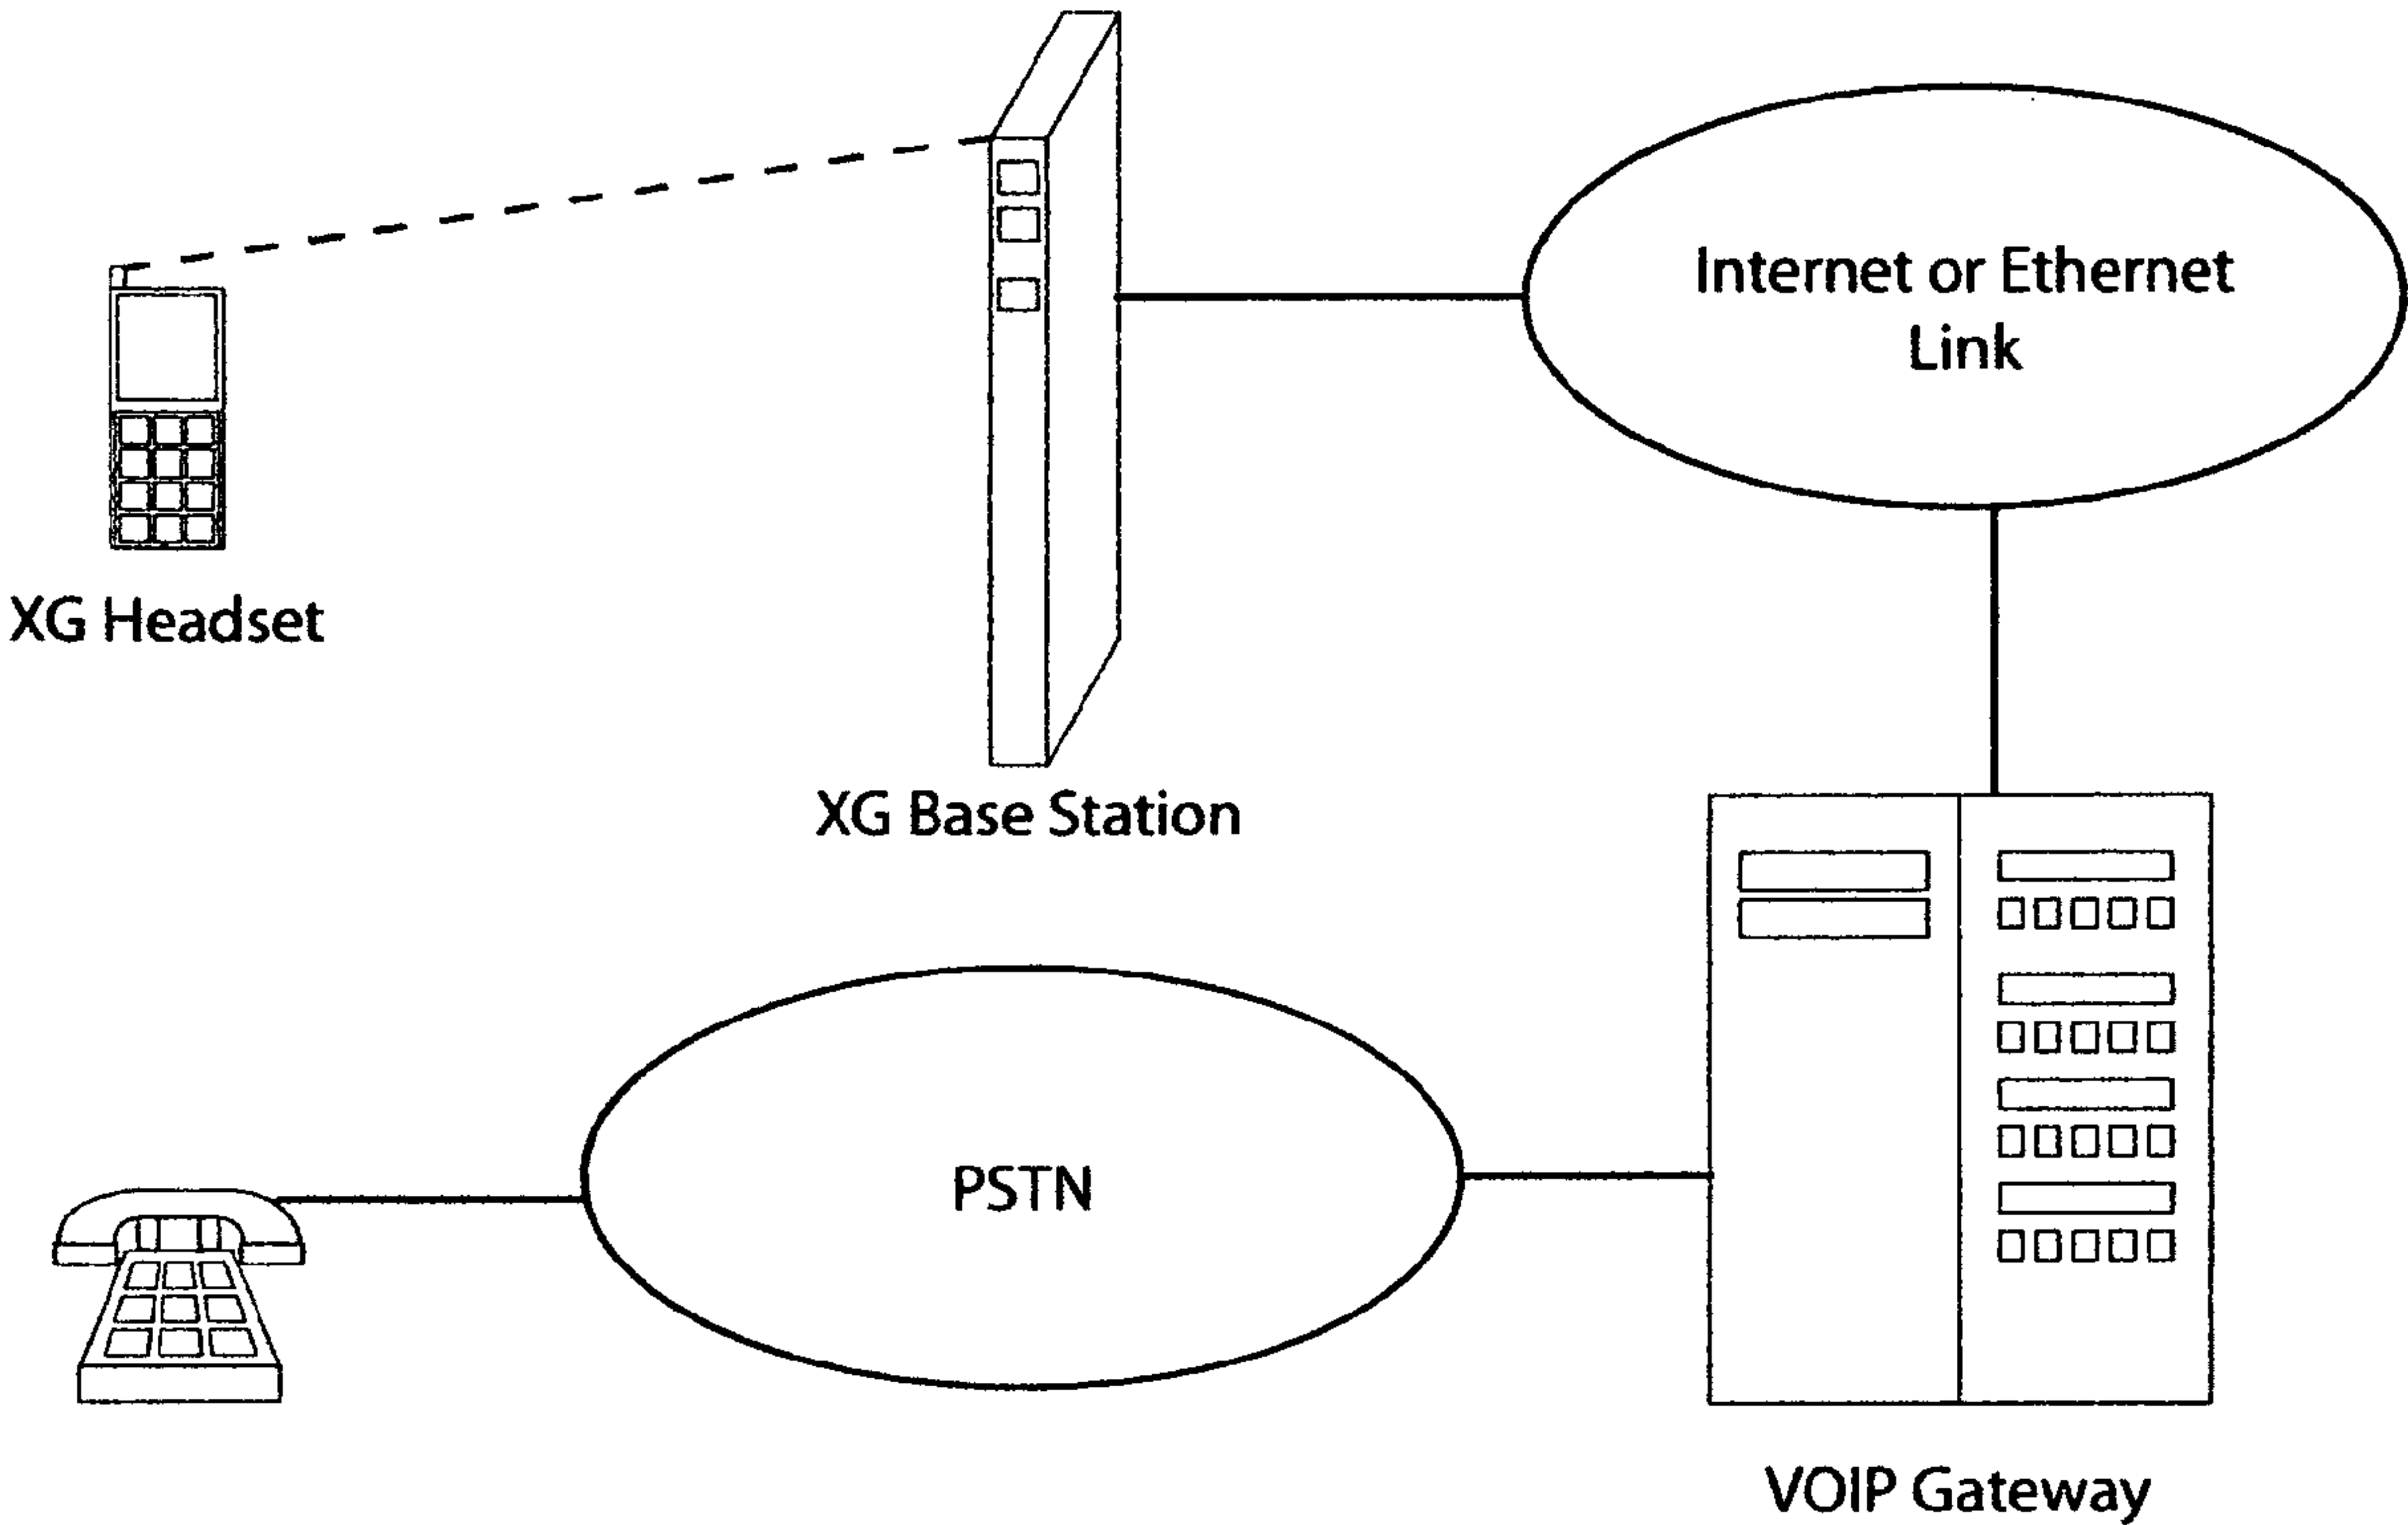 Internet or Ethernet
Link
XG Headset
XG Base Station
PSTN
VOIP Gateway